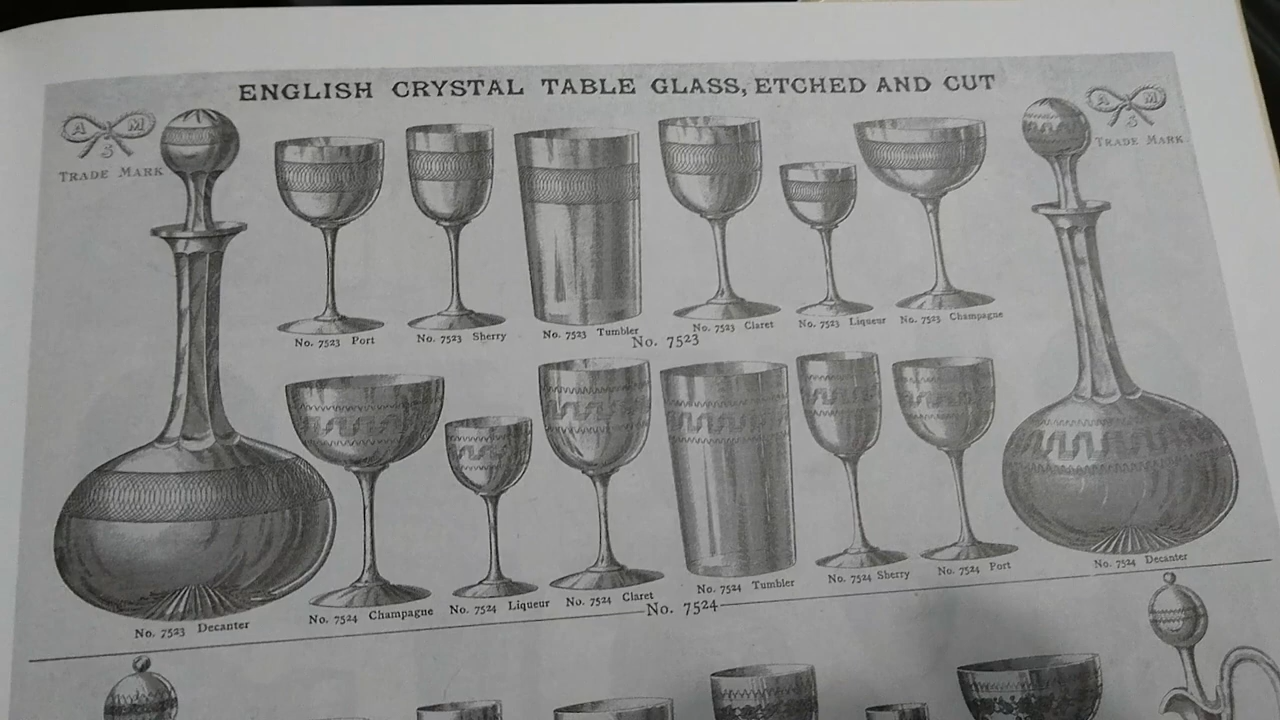 ENGLISH CRYSTAL TABLE GLASS, ETCHED AND CUT
A M
S
TRADE MARK
A M
S
TRADE MARK
No. 7523 Port
No. 7523 Sherry
No. 7523 Tumbler
No. 7523 Claret
No. 7523 Liqueur
No. 7523 Champagne
No. 7523
No. 7523 Decanter
No. 7524 Champagne
No. 7524 Liqueur
No. 7524 Claret
No. 7524 Tumbler
No. 7524 Sherry
No. 7524 Port
No. 7524 Decanter
No. 7524